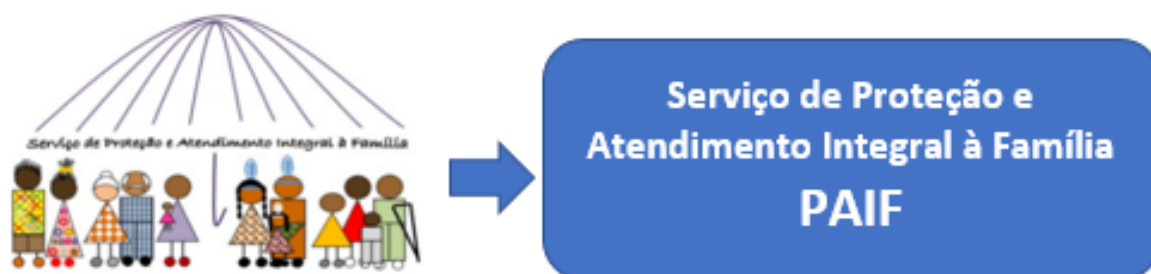 Serviço de Proteção e Atendimento Integral à Família
Serviço de Proteção e
Atendimento Integral à Família
PAIF